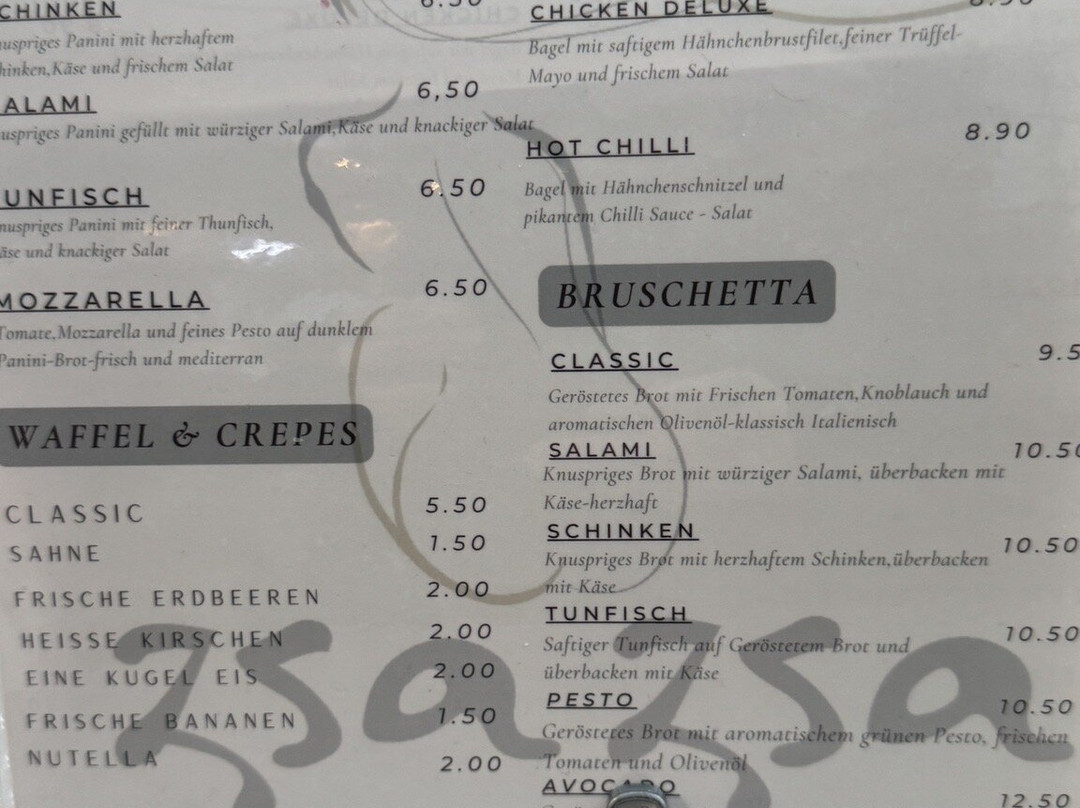 CHINKEN
uspriges Panini mit herzhaftem
hinken,Käse und frischem Salat
ALAMI 6,50
uspriges Panini gefüllt mit würziger Salami,Käse und knackiger Salat
UNFISCH 6.50
nuspriges Panini mit feiner Thunfisch,
äse und knackiger Salat
MOZZARELLA 6.50
Tomate,Mozzarella und feines Pesto auf dunklem
Panini-Brot-frisch und mediterran
WAFFEL & CREPES
CLASSIC 5.50
SAHNE 1.50
FRISCHE ERDBEEREN 2.00
HEISSE KIRSCHEN 2.00
EINE KUGEL EIS 2.00
FRISCHE BANANEN 1.50
NUTELLA 2.00
CHICKEN DELUXE
Bagel mit saftigem Hähnchenbrustfilet,feiner Trüffel-
Mayo und frischem Salat
HOT CHILLI 8.90
Bagel mit Hähnchenschnitzel und
pikantem Chilli Sauce - Salat
BRUSCHETTA
CLASSIC 9.5
Geröstetes Brot mit Frischen Tomaten,Knoblauch und
aromatischen Olivenöl-klassisch Italienisch
SALAMI 10.50
Knuspriges Brot mit würziger Salami, überbacken mit
Käse-herzhaft
SCHINKEN 10.50
Knuspriges Brot mit herzhaftem Schinken,überbacken
mit Käse
TUNFISCH 10.50
Saftiger Tunfisch auf Geröstetem Brot und
überbacken mit Käse
PESTO 10.50
Geröstetes Brot mit aromatischem grünen Pesto, frischen
Tomaten und Olivenöl
AVOCADO 12.50